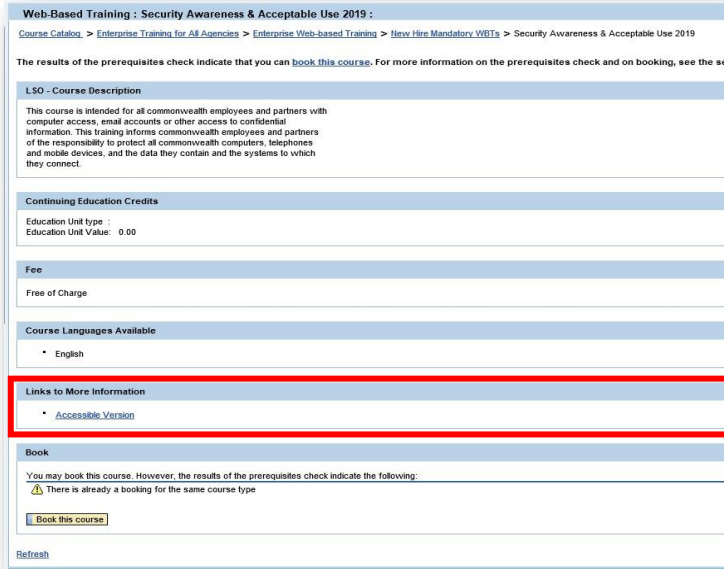 Web-Based Training : Security Awareness & Acceptable Use 2019 :
Course Catalog > Enterprise Training for All Agencies > Enterprise Web-based Training > New Hire Mandatory WBTs > Security Awareness & Acceptable Use 2019
The results of the prerequisites check indicate that you can book this course. For more information on the prerequisites check and on booking, see the se
LSO - Course Description
This course is intended for all commonwealth employees and partners with
computer access, email accounts or other access to confidential
information. This training informs commonwealth employees and partners
of the responsibility to protect all commonwealth computers, telephones
and mobile devices, and the data they contain and the systems to which
they connect.
Continuing Education Credits
Education Unit type :
Education Unit Value: 0.00
Fee
Free of Charge
Course Languages Available
English
Links to More Information
Accessible Version
Book
You may book this course. However, the results of the prerequisites check indicate the following:
There is already a booking for the same course type
Book this course
Refresh